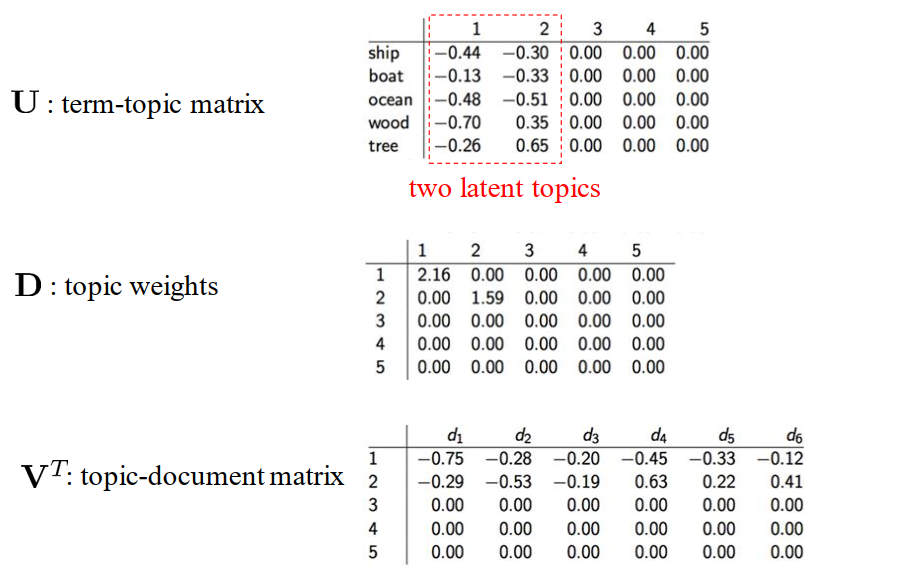 1 2 3 4 5
ship −0.44 −0.30 0.00 0.00 0.00
boat −0.13 −0.33 0.00 0.00 0.00
U : term-topic matrix
ocean −0.48 −0.51 0.00 0.00 0.00
wood −0.70 0.35 0.00 0.00 0.00
tree −0.26 0.65 0.00 0.00 0.00
two latent topics
1 2 3 4 5
1 2.16 0.00 0.00 0.00 0.00
D : topic weights
2 0.00 1.59 0.00 0.00 0.00
3 0.00 0.00 0.00 0.00 0.00
4 0.00 0.00 0.00 0.00 0.00
5 0.00 0.00 0.00 0.00 0.00
d1 d2 d3 d4 d5 d6
1 −0.75 −0.28 −0.20 −0.45 −0.33 −0.12
V^T: topic-document matrix
2 −0.29 −0.53 −0.19 0.63 0.22 0.41
3 0.00 0.00 0.00 0.00 0.00 0.00
4 0.00 0.00 0.00 0.00 0.00 0.00
5 0.00 0.00 0.00 0.00 0.00 0.00